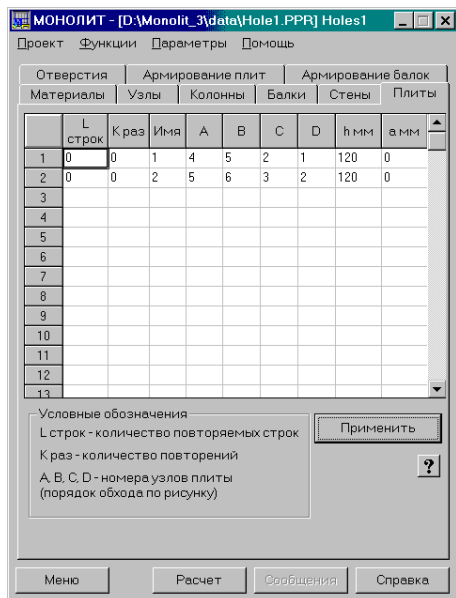 МОНОЛИТ - [D:\Monolit_3\data\Hole1.PPR] Holes1
Проект Функции Параметры Помощь
Отверстия Армирование плит Армирование балок
Материалы Узлы Колонны Балки Стены Плиты
L строк К раз Имя A B C D h мм a мм
1 0 0 1 4 5 2 1 120 0
2 0 0 2 5 6 3 2 120 0
3
4
5
6
7
8
9
10
11
12
13
Условные обозначения
L строк - количество повторяемых строк
К раз - количество повторений
A, B, C, D - номера узлов плиты
(порядок обхода по рисунку)
Применить
?
Меню Расчет Сообщения Справка